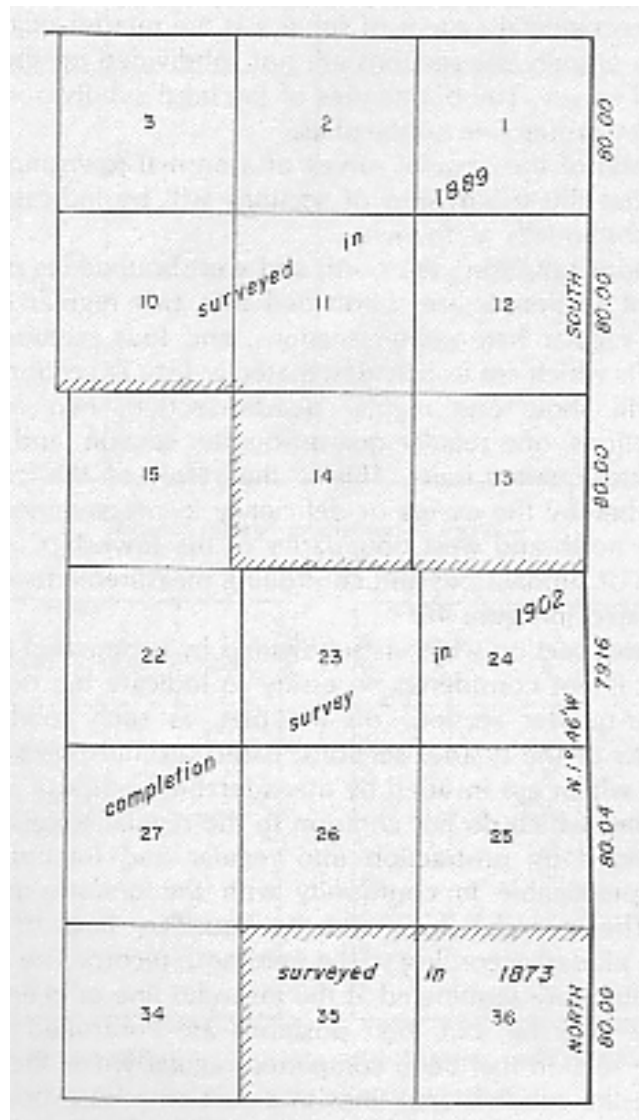 3 2 1
80.00
surveyed in 1889
10 11 12
SOUTH
80.00
15 14 13
80.00
completion survey in 1902
22 23 24
79.16
N 1° 46' W
27 26 25
80.04
surveyed in 1873
34 35 36
NORTH
80.00